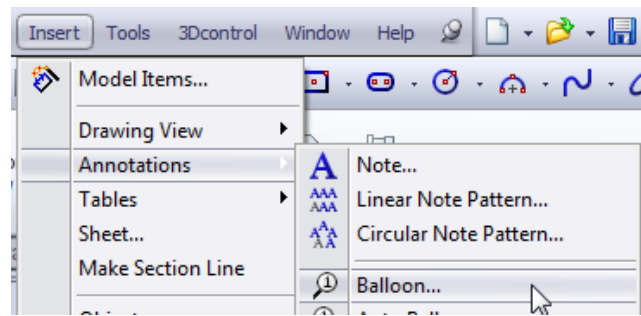 Insert Tools 3Dcontrol Window Help
Model Items...
Drawing View
Annotations
Tables
Sheet...
Make Section Line
Note...
Linear Note Pattern...
Circular Note Pattern...
Balloon...